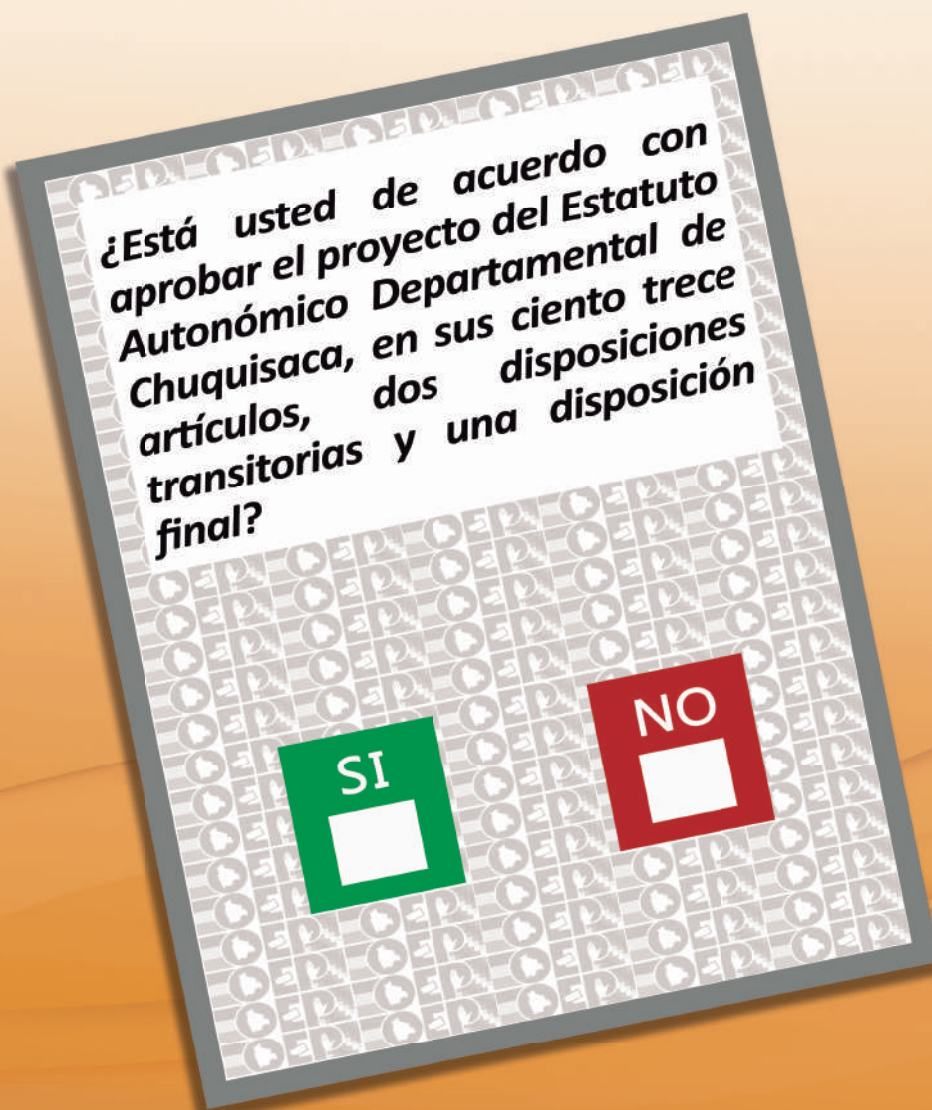 ¿Está usted de acuerdo con
aprobar el proyecto del Estatuto
Autonómico Departamental de
Chuquisaca, en sus ciento trece
artículos, dos disposiciones
transitorias y una disposición
final?
SI
NO